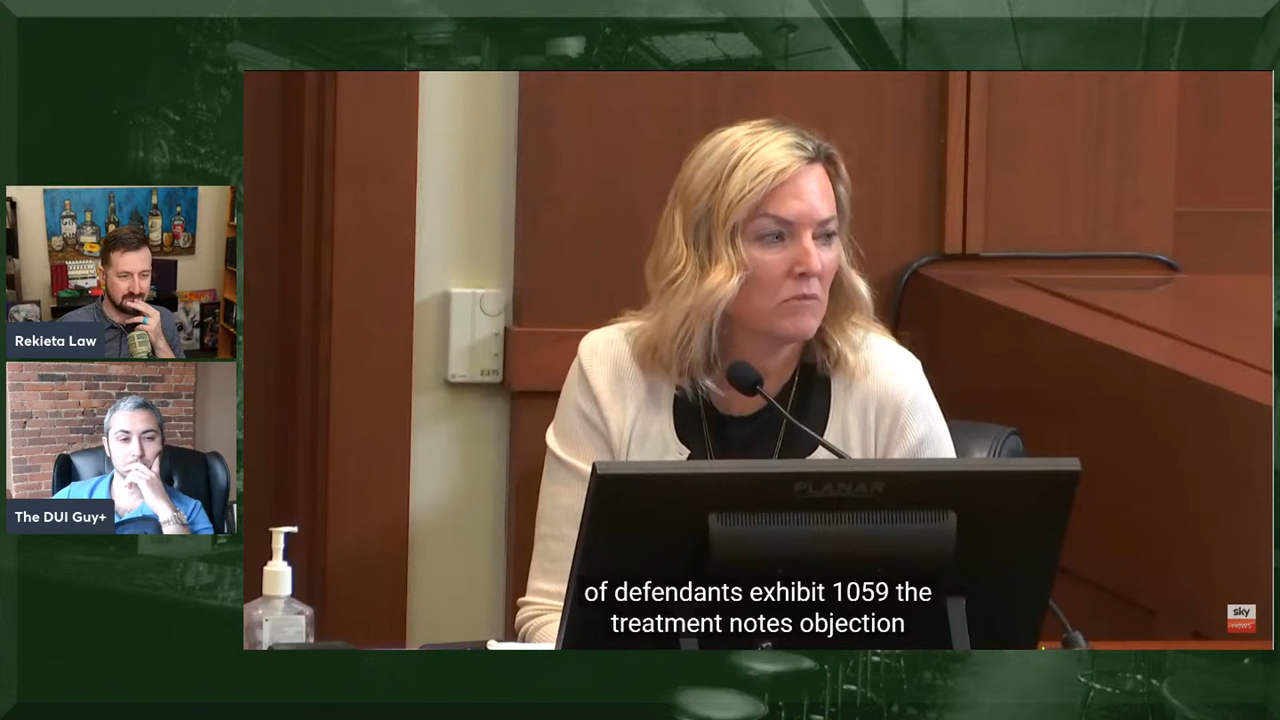 Rekieta Law
The DUI Guy+
PLANAR
of defendants exhibit 1059 the
treatment notes objection
sky
news